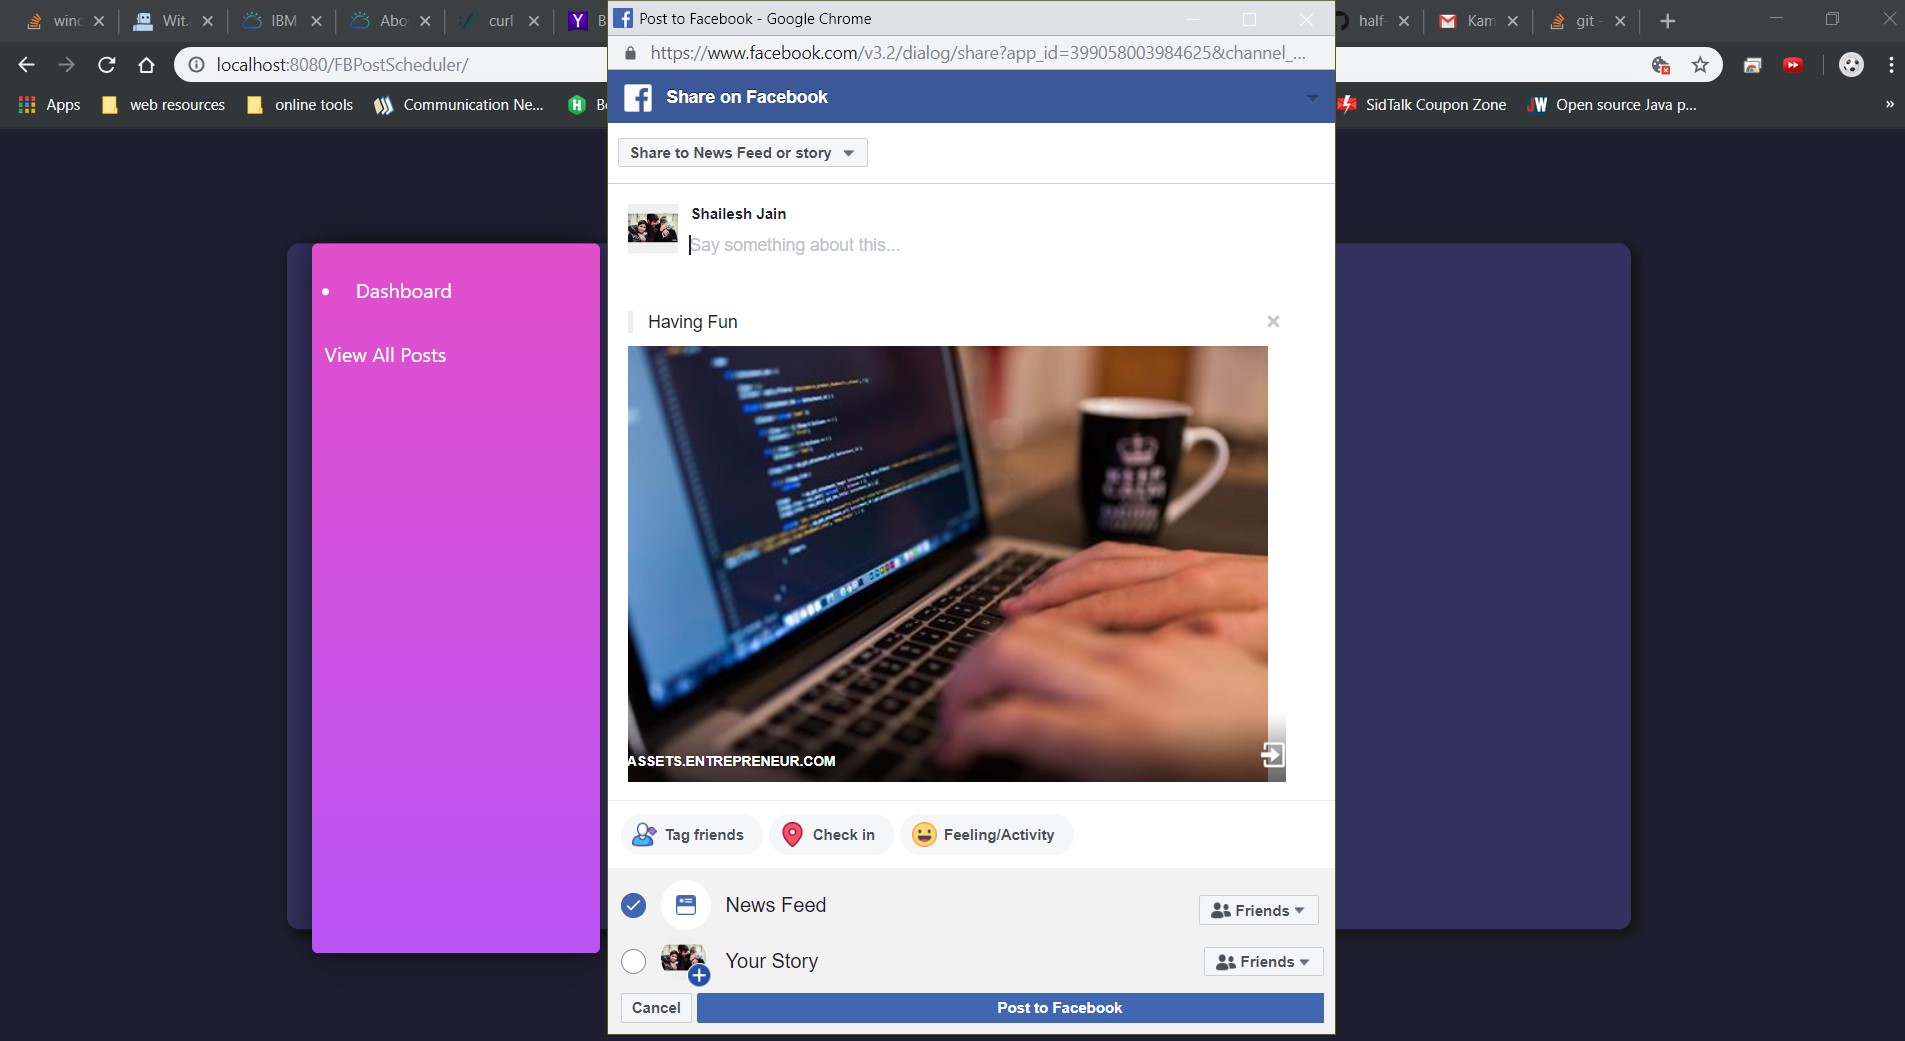 winc
Wit.
IBM
Abo
curl
Y B
Post to Facebook - Google Chrome
half-
Kam
git -
localhost:8080/FBPostScheduler/
https://www.facebook.com/v3.2/dialog/share?app_id=399058003984625&channel_...
Apps
web resources
online tools
Communication Ne...
SidTalk Coupon Zone
JW Open source Java p...
»
Share on Facebook
Share to News Feed or story
Shailesh Jain
Say something about this...
Dashboard
View All Posts
Having Fun
KEEP
CALM
ASSETS.ENTREPRENEUR.COM
Tag friends
Check in
Feeling/Activity
News Feed
Friends
Your Story
Friends
Cancel
Post to Facebook